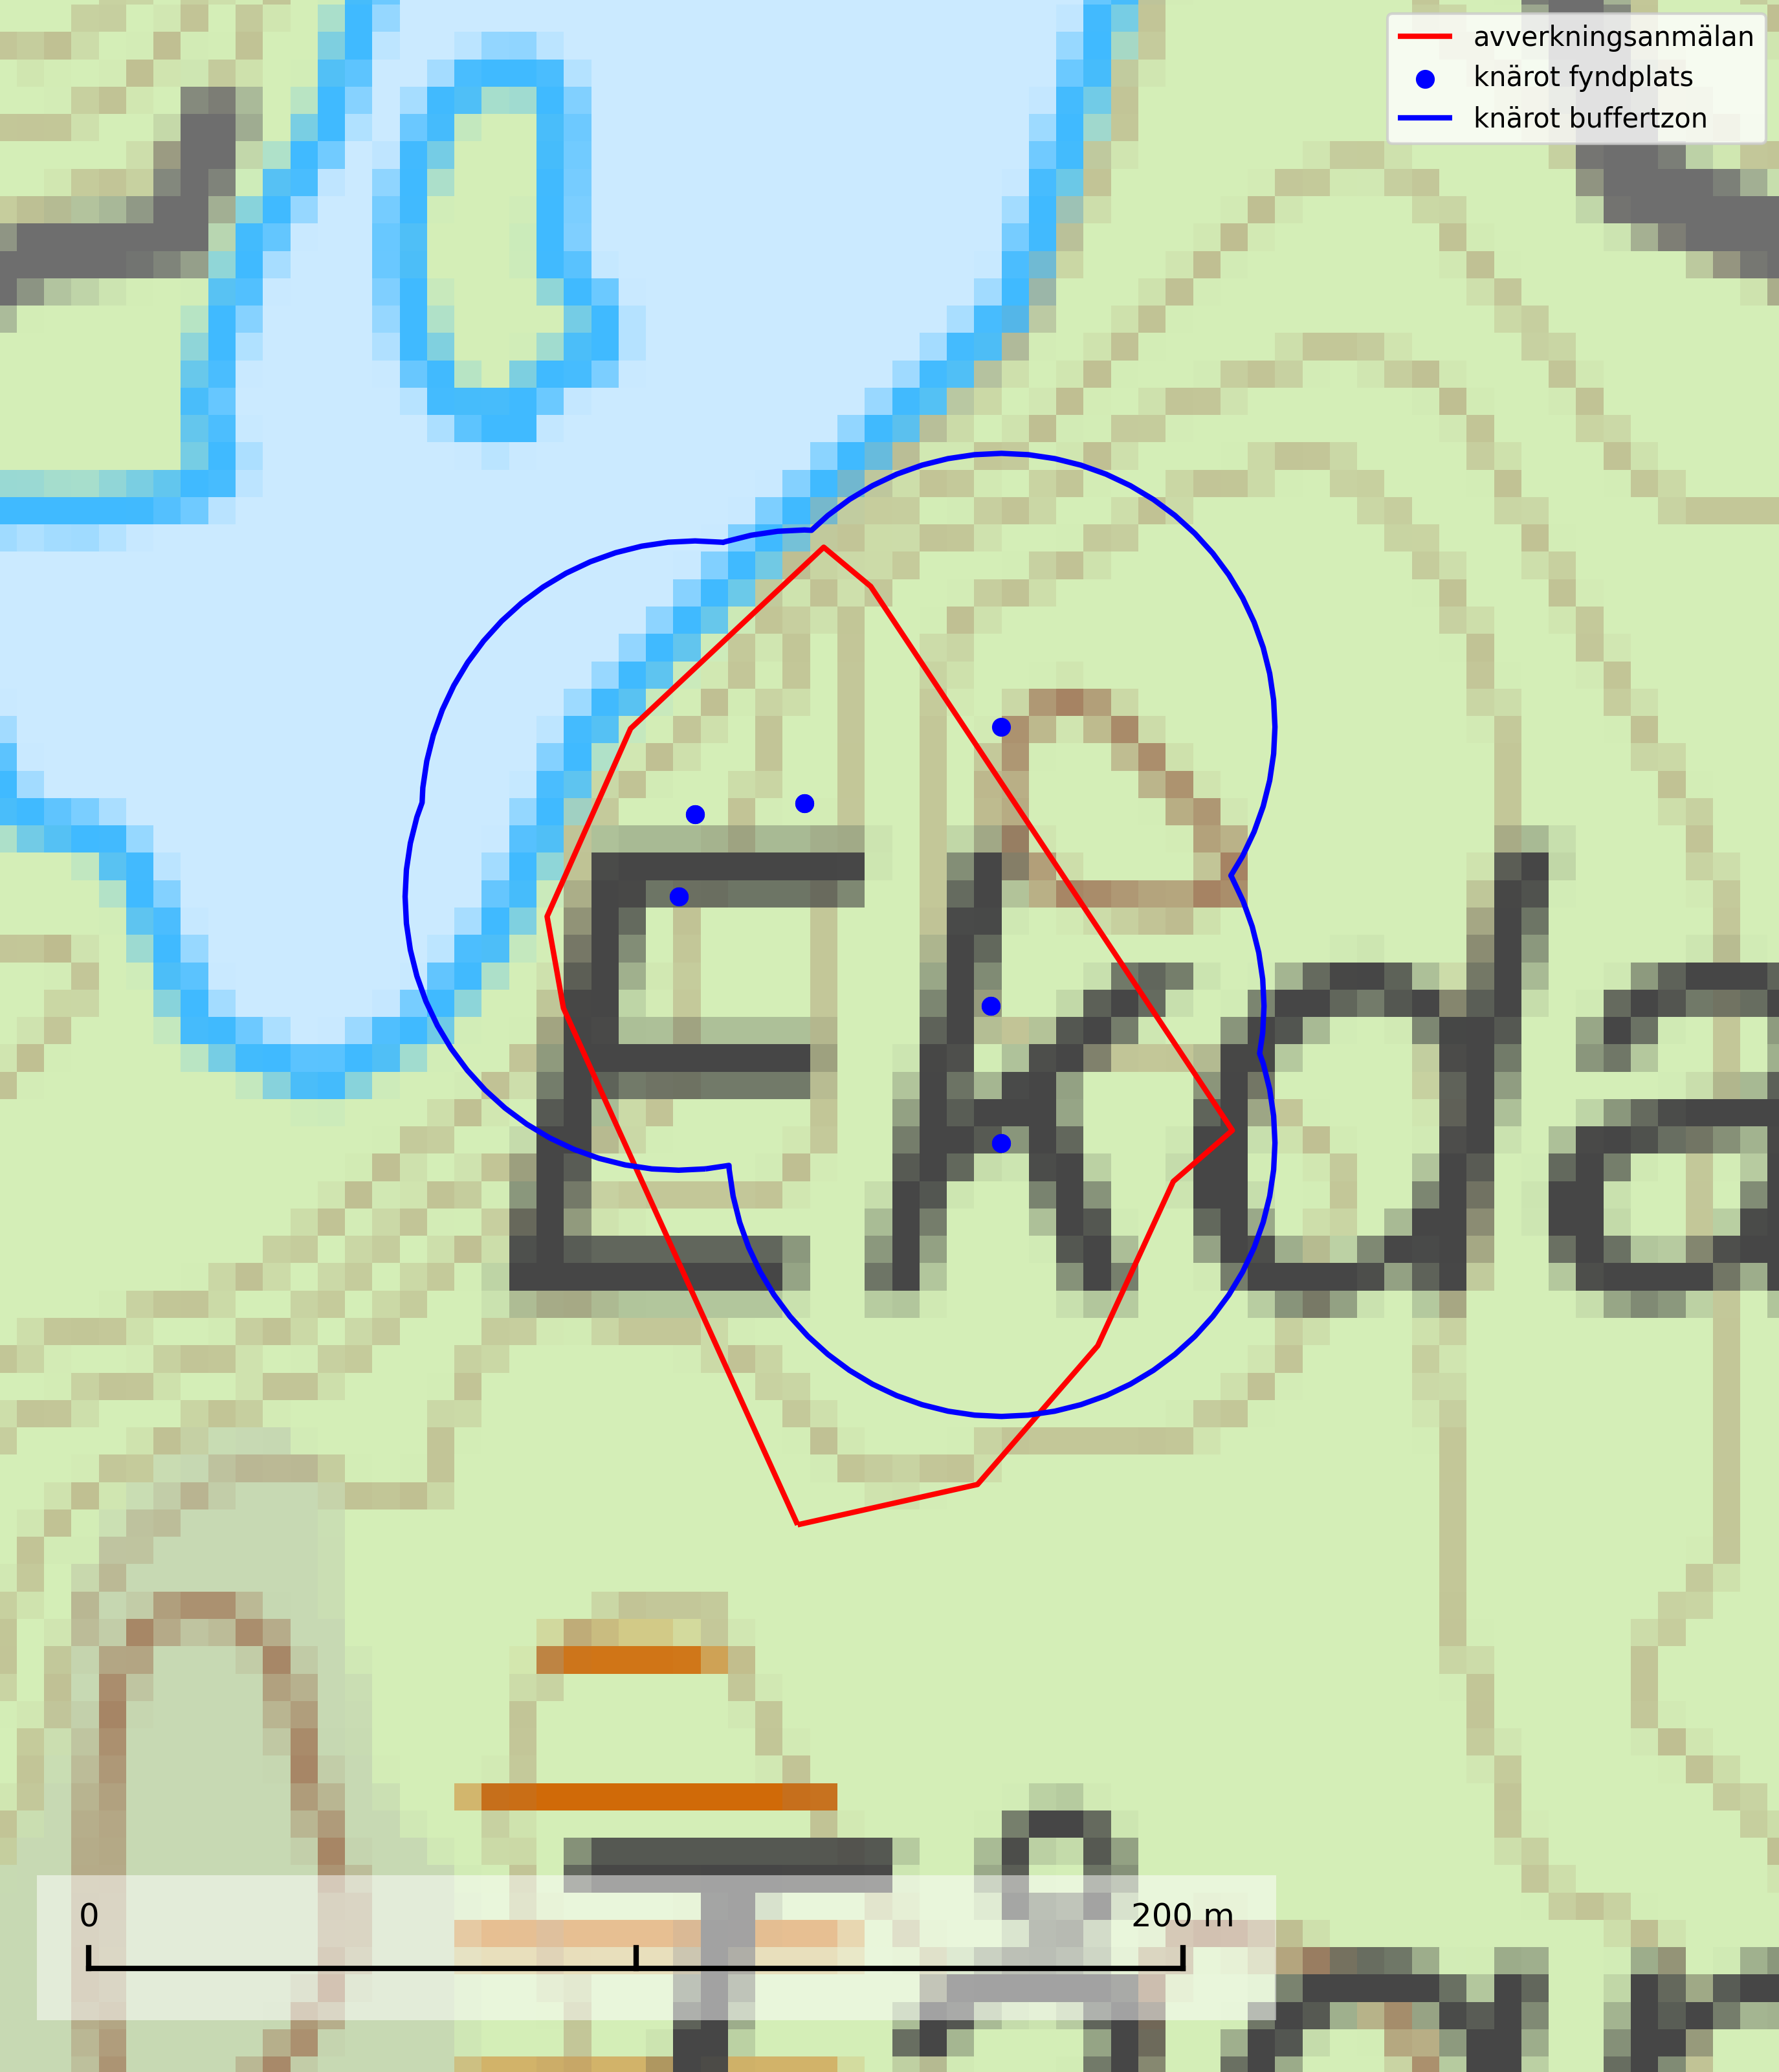 avverkningsanmälan
knärot fyndplats
knärot buffertzon
0
200 m